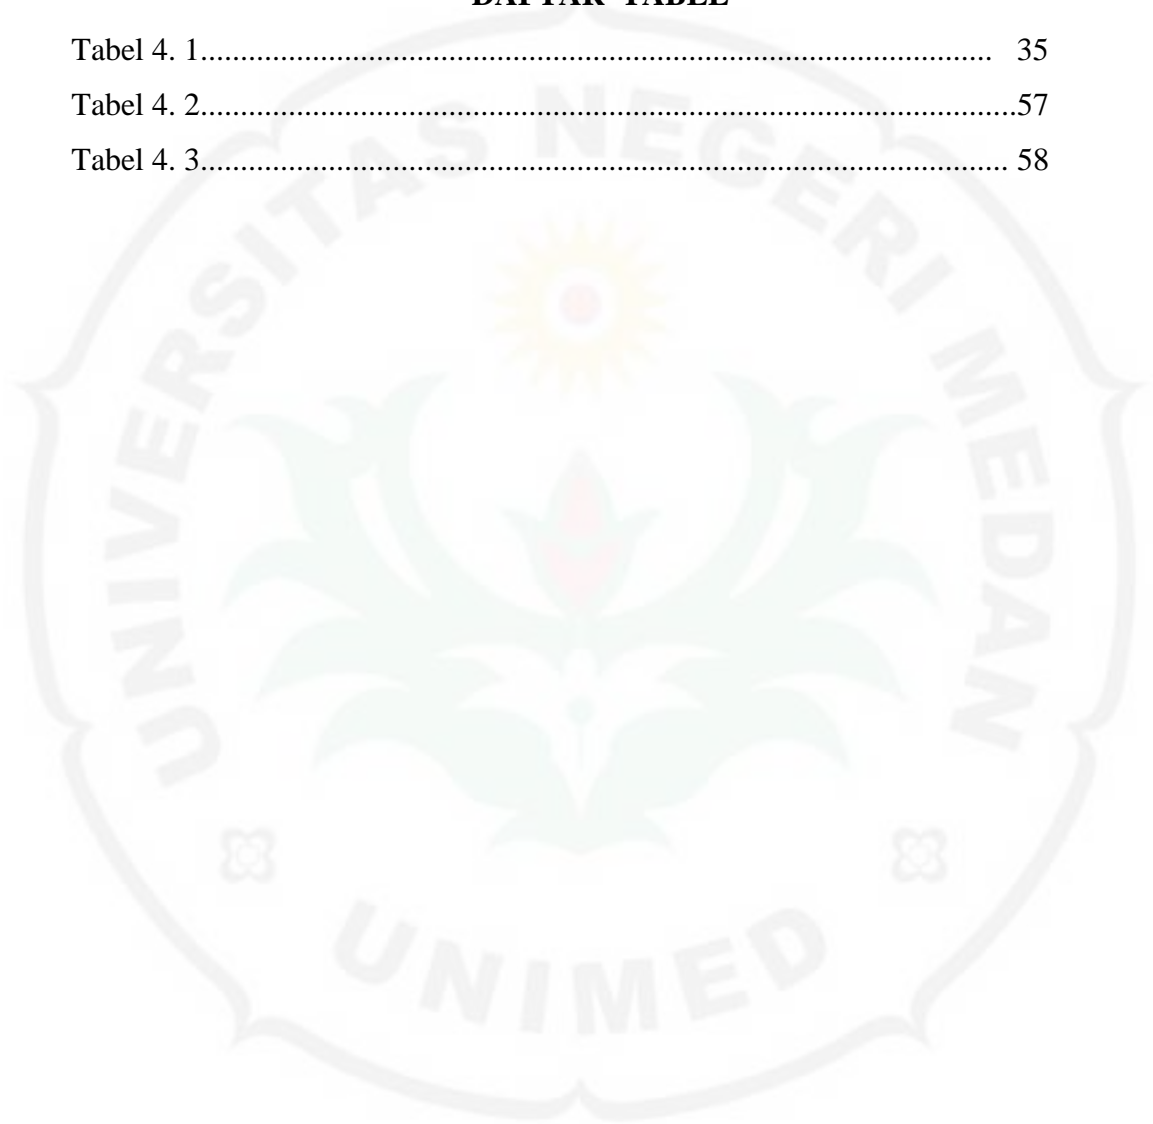 DAFTAR TABEL
Tabel 4. 1.................................................................................................... 35
Tabel 4. 2.......................................................................................................57
Tabel 4. 3...................................................................................................... 58
UNIVERSITAS NEGERI MEDAN
UNIMED